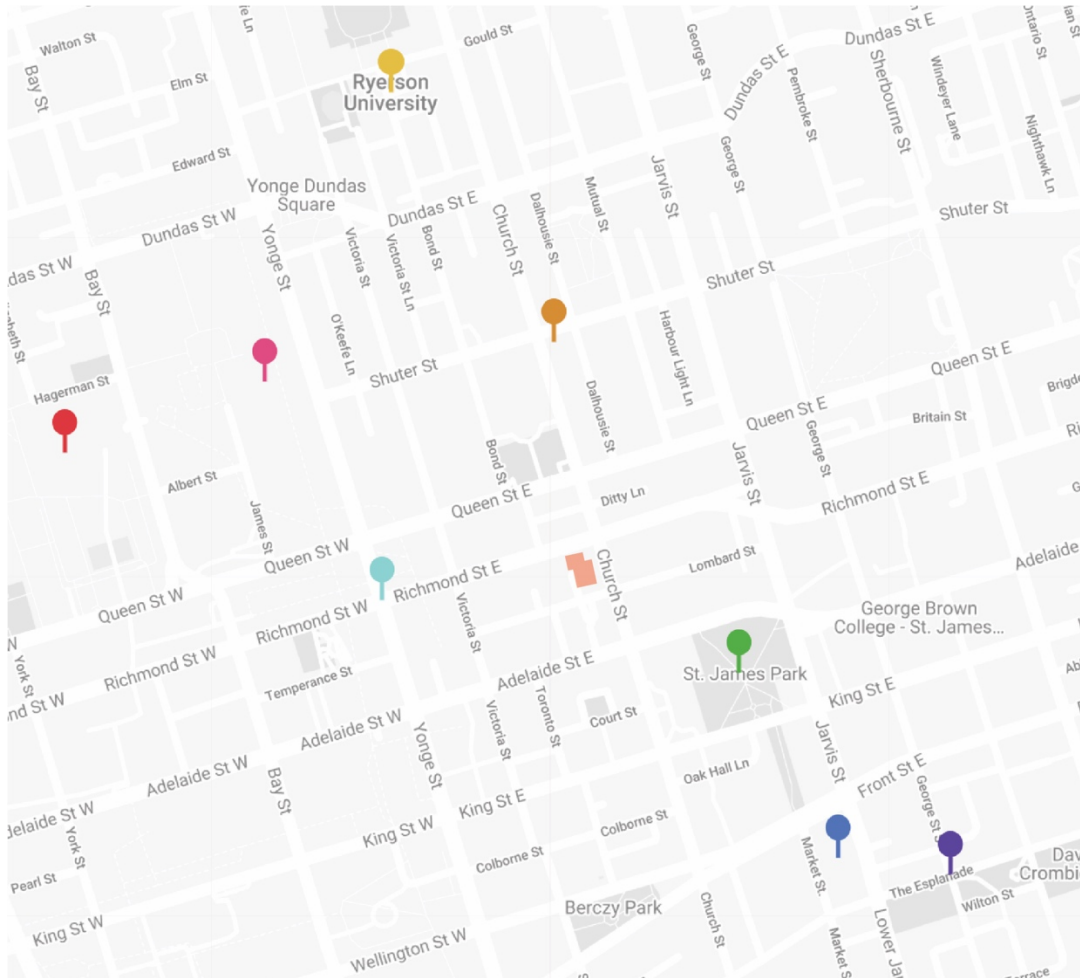 Walton St
Gould St
George St
Dundas St E
Dundas St E
Sherbourne St
Ontario St
Bay St
Elm St
Ryerson
University
Pembroke St
Windeyer Lane
Nighthawk Ln
Edward St
Yonge Dundas
Square
Jarvis St
George St
Dundas St W
Dundas St E
Church St
Dalhousie St
Mutual St
Shuter St
Yonge St
Victoria St
Victoria St Ln
Bond St
Shuter St
Bay St
O'Keefe Ln
Harbour Light Ln
Shuter St
Queen St E
Hagerman St
Dalhousie St
Queen St E
Britain St
George St
Albert St
Bond St
Jarvis St
Queen St E
Ditty Ln
Richmond St E
James St
Queen St W
Church St
Lombard St
Adelaide
Queen St W
Richmond St W
Richmond St E
Victoria St
George Brown
College - St. James...
Richmond St W
York St
Temperance St
Adelaide St E
St. James Park
King St E
Adelaide St W
Victoria St
Toronto St
Court St
Adelaide St W
Yonge St
Oak Hall Ln
Jarvis St
Front St E
Bay St
King St E
George St S
York St
King St W
Colborne St
Colborne St
Market St.
The Esplanade
Pearl St
Wilton St
King St W
Wellington St W
Berczy Park
Church St